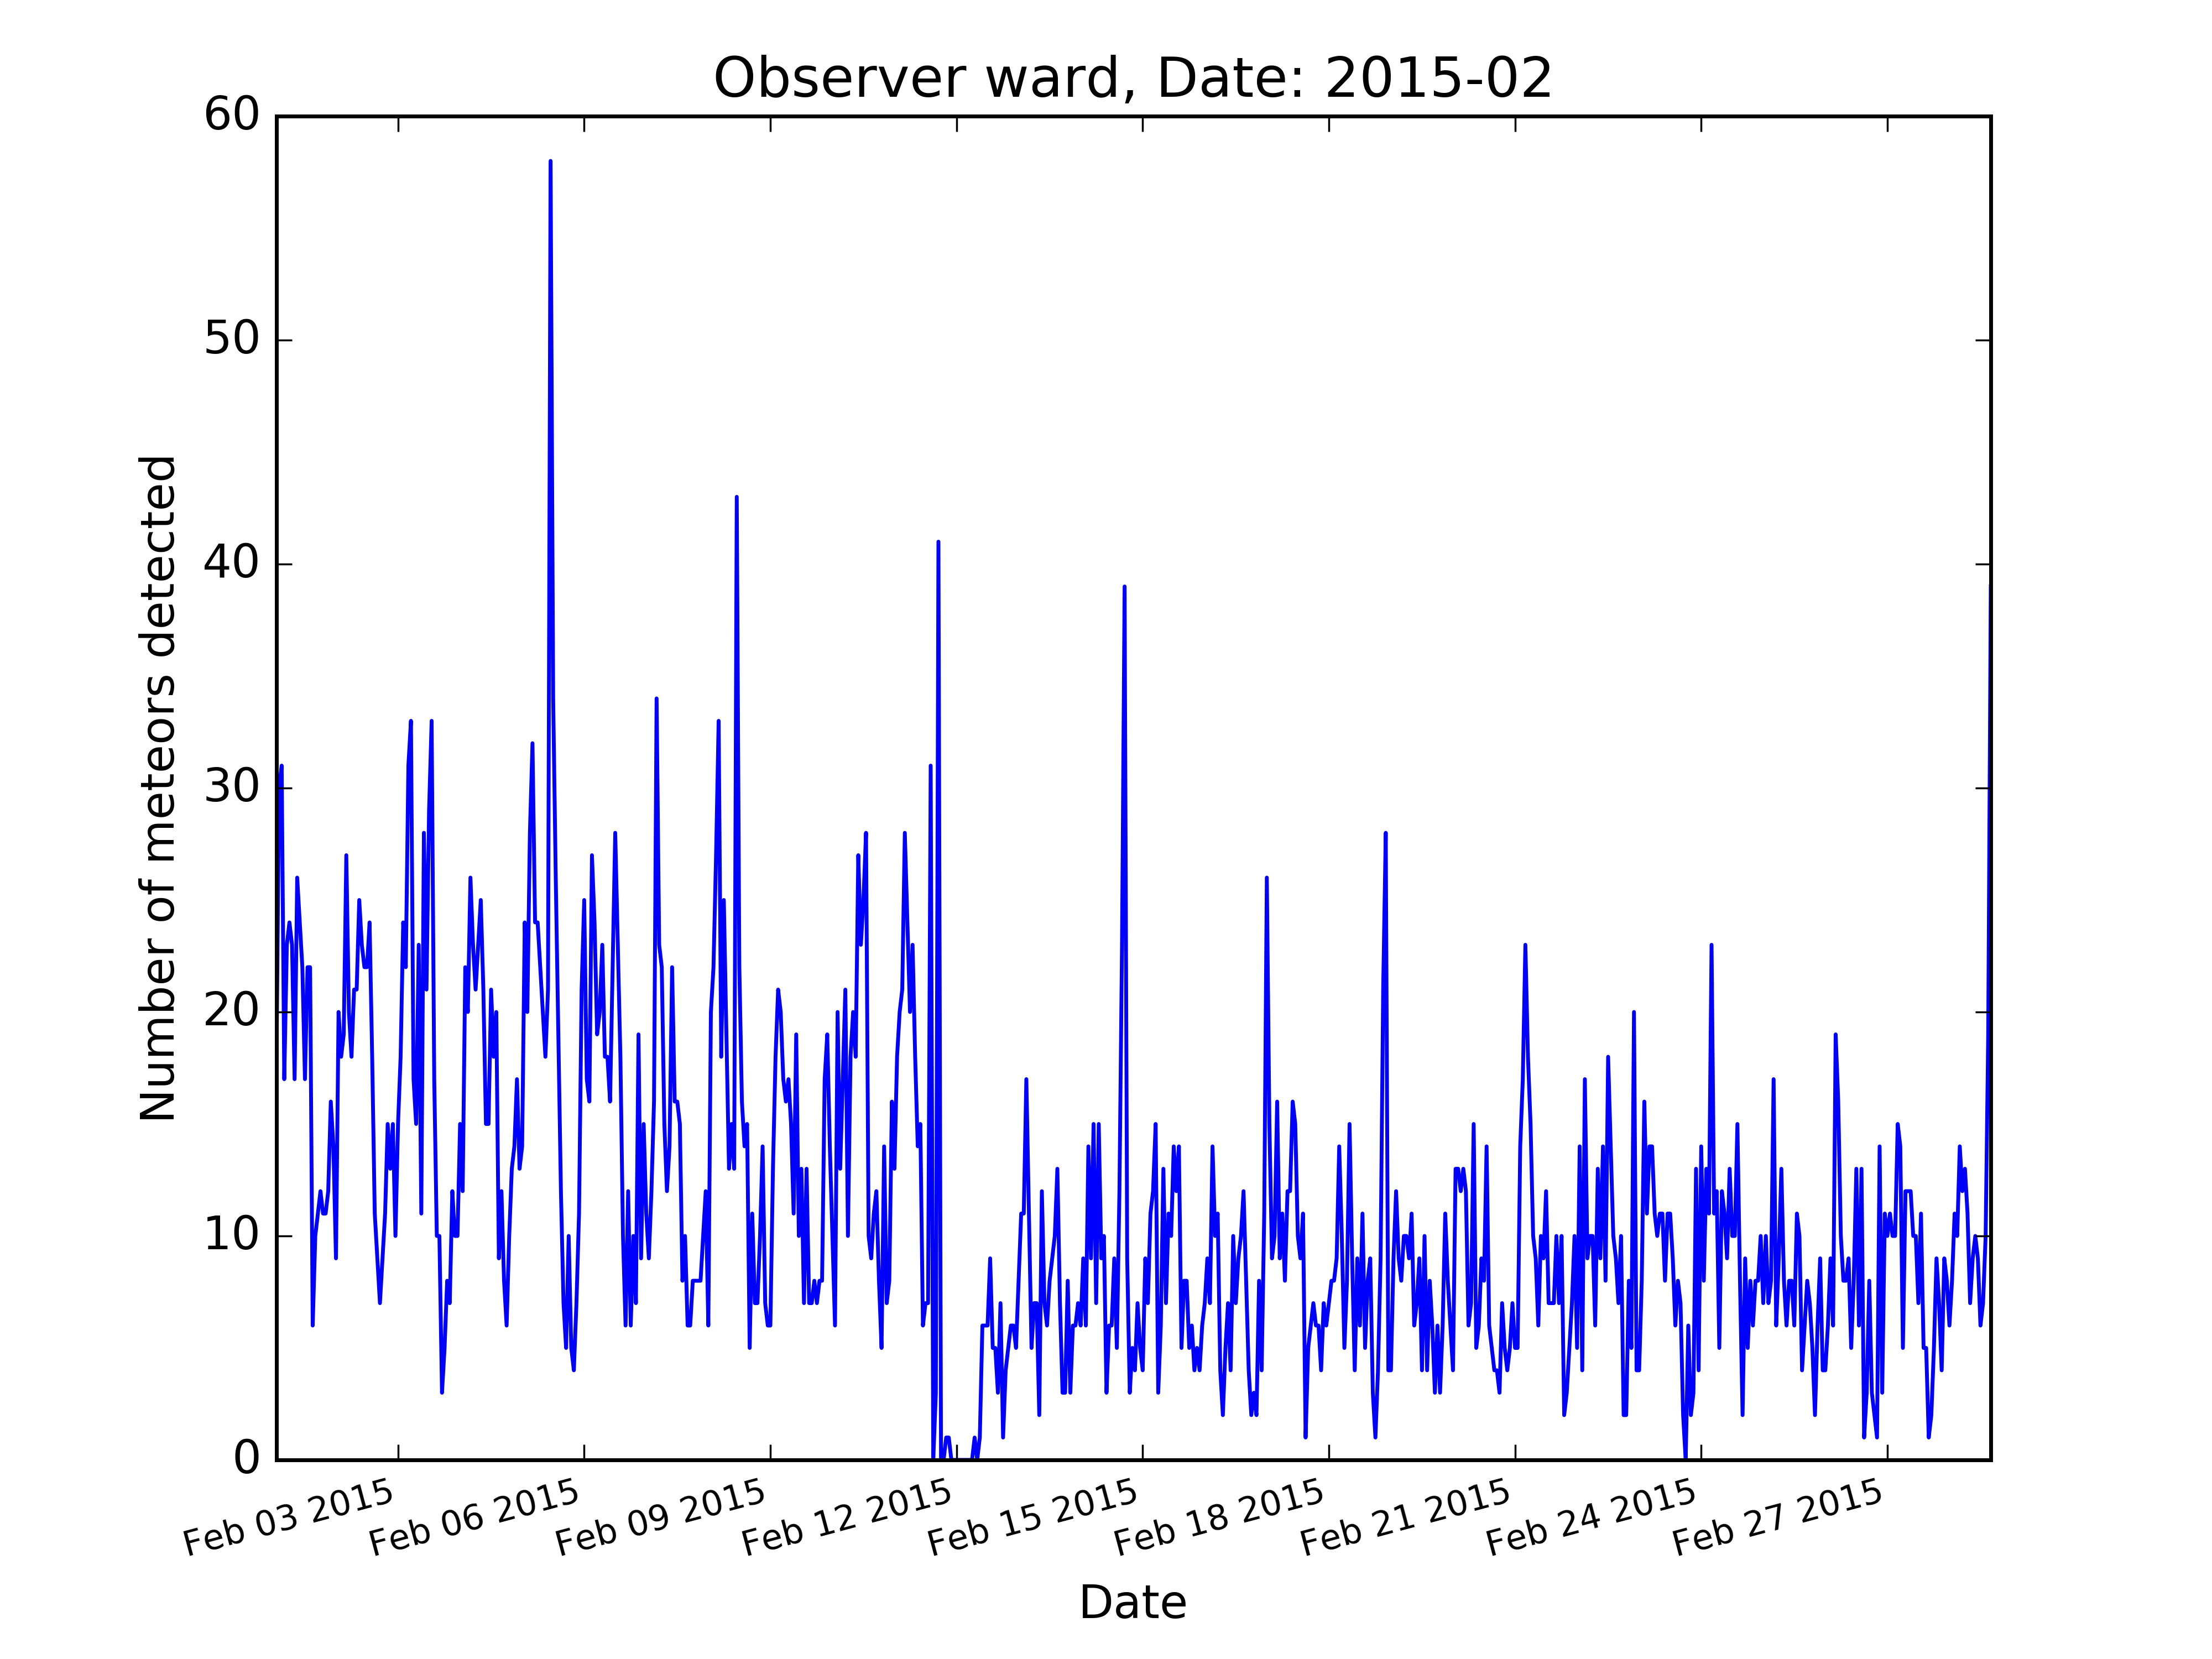 Observer ward, Date: 2015-02
60
50
40
30
20
10
0
Number of meteors detected
Feb 03 2015
Feb 06 2015
Feb 09 2015
Feb 12 2015
Feb 15 2015
Feb 18 2015
Feb 21 2015
Feb 24 2015
Feb 27 2015
Date